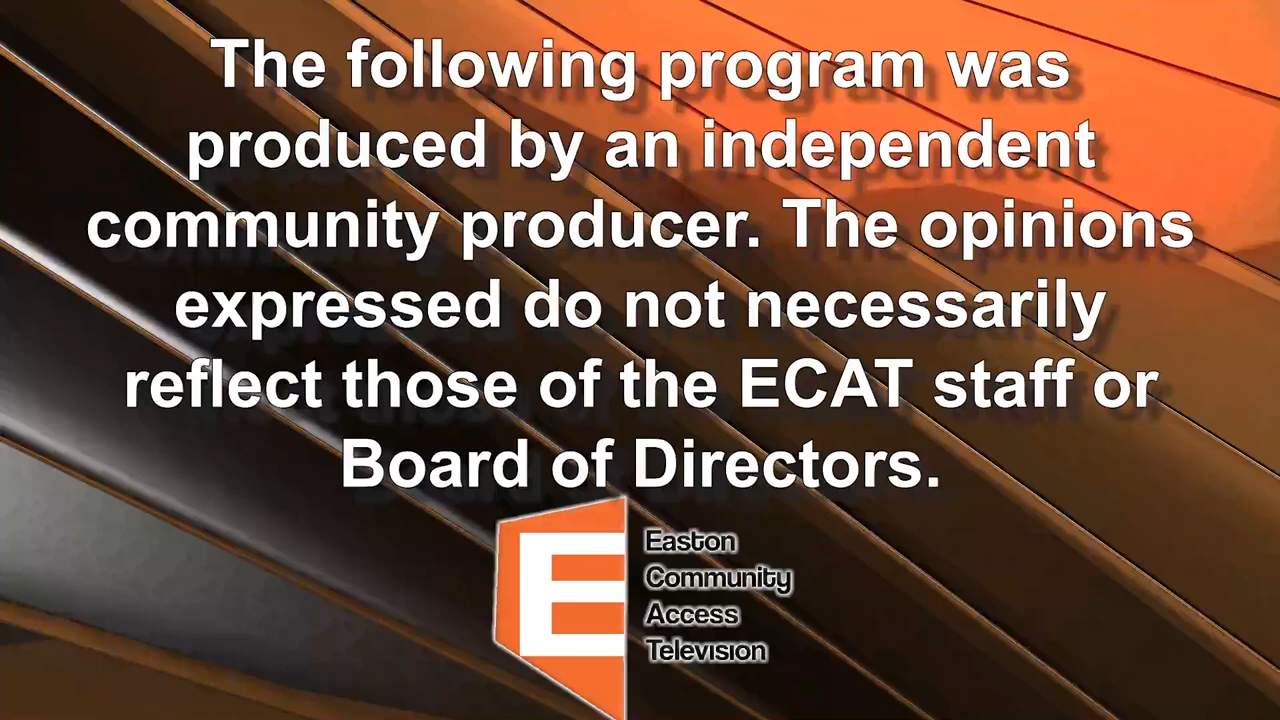 The following program was
produced by an independent
community producer. The opinions
expressed do not necessarily
reflect those of the ECAT staff or
Board of Directors.
E
Easton
Community
Access
Television